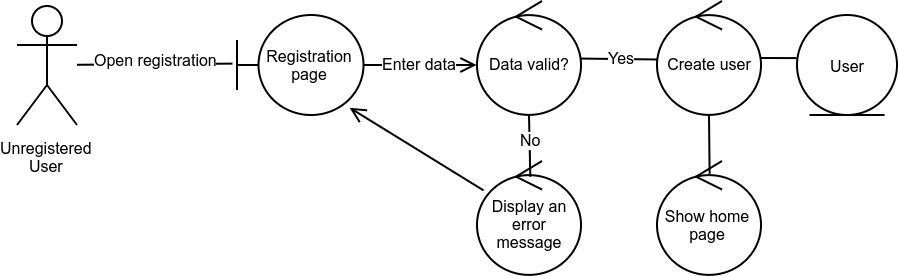 Unregistered
User
Open registration
Registration
page
Enter data
Data valid?
Yes
Create user
User
No
Display an
error
message
Show home
page